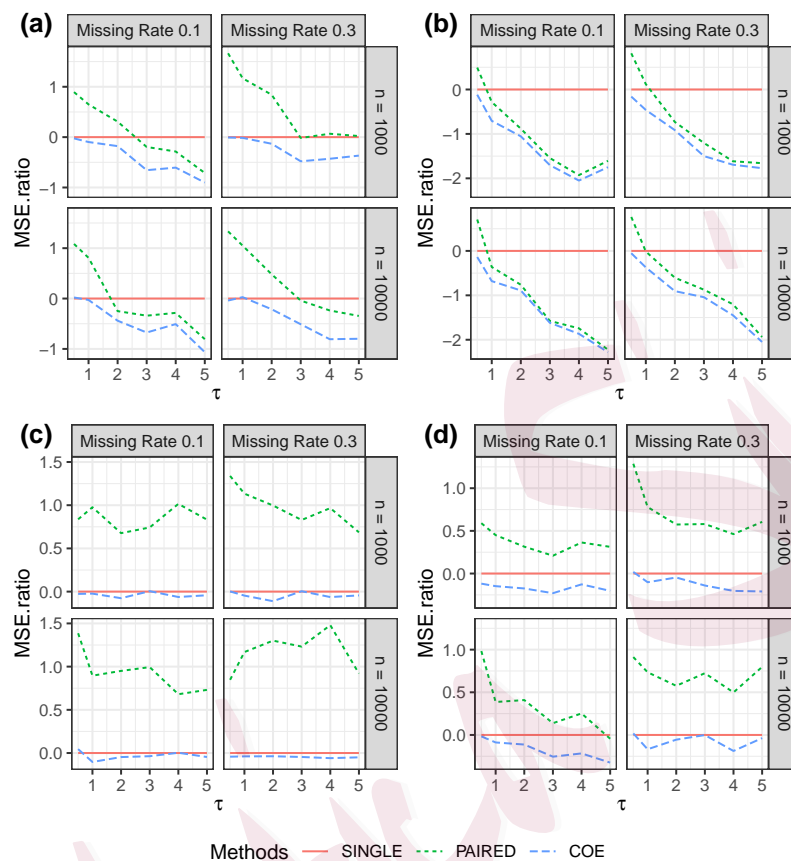 (a)
Missing Rate 0.1
Missing Rate 0.3
MSE.ratio
1
0
−1
n = 1000
1
0
−1
n = 10000
1 2 3 4 5
1 2 3 4 5
τ
(b)
Missing Rate 0.1
Missing Rate 0.3
MSE.ratio
0
−1
−2
n = 1000
0
−1
−2
n = 10000
1 2 3 4 5
1 2 3 4 5
τ
(c)
Missing Rate 0.1
Missing Rate 0.3
MSE.ratio
1.5
1.0
0.5
0.0
n = 1000
1.5
1.0
0.5
0.0
n = 10000
1 2 3 4 5
1 2 3 4 5
τ
(d)
Missing Rate 0.1
Missing Rate 0.3
MSE.ratio
1.0
0.5
0.0
n = 1000
1.0
0.5
0.0
n = 10000
1 2 3 4 5
1 2 3 4 5
τ
Methods SINGLE PAIRED COE